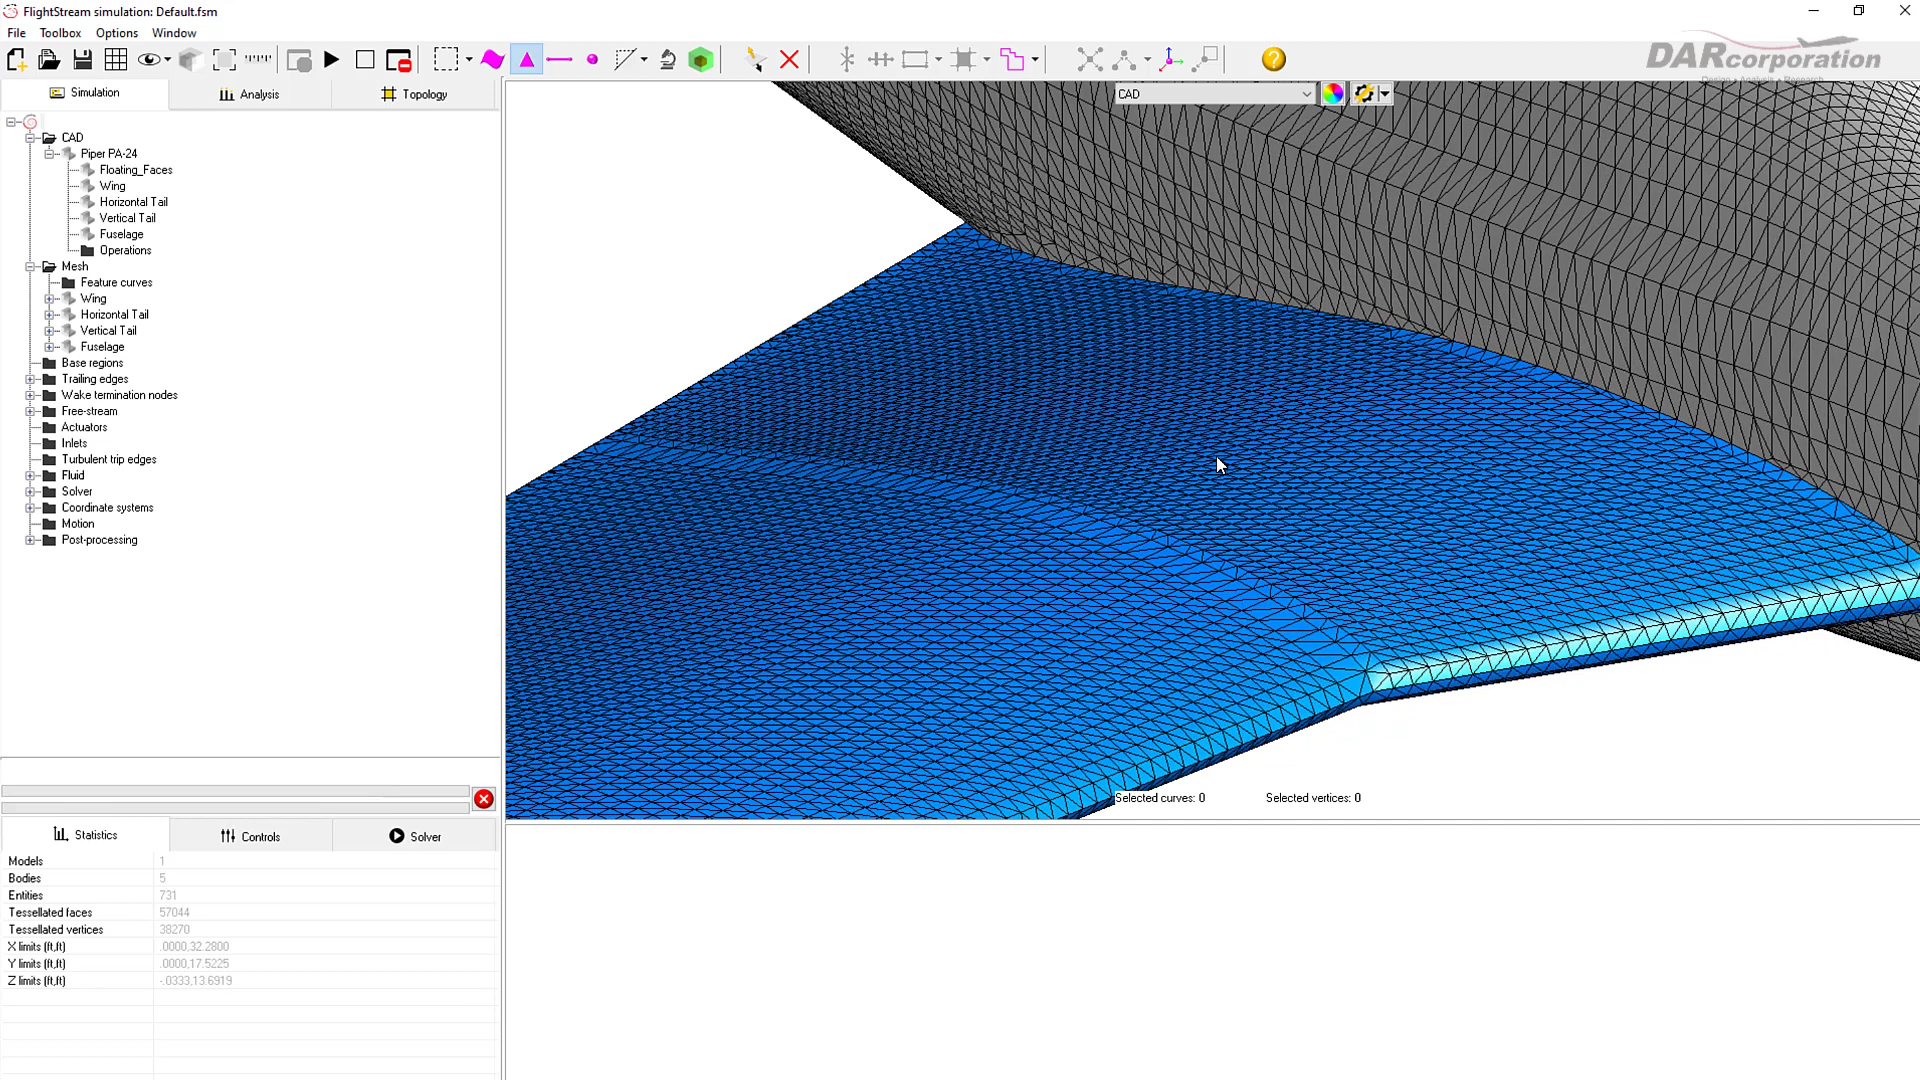 FlightStream simulation: Default.fsm
File Toolbox Options Window
DARcorporation
Design • Analysis • Research
Simulation Analysis Topology
CAD
CAD
Piper PA-24
Floating_Faces
Wing
Horizontal Tail
Vertical Tail
Fuselage
Operations
Mesh
Feature curves
Wing
Horizontal Tail
Vertical Tail
Fuselage
Base regions
Trailing edges
Wake termination nodes
Free-stream
Actuators
Inlets
Turbulent trip edges
Fluid
Solver
Coordinate systems
Motion
Post-processing
Selected curves: 0 Selected vertices: 0
Statistics Controls Solver
Models 1
Bodies 5
Entities 731
Tessellated faces 57044
Tessellated vertices 38270
X limits (ft,ft) .0000,32.2800
Y limits (ft,ft) .0000,17.5225
Z limits (ft,ft) -.0333,13.6919